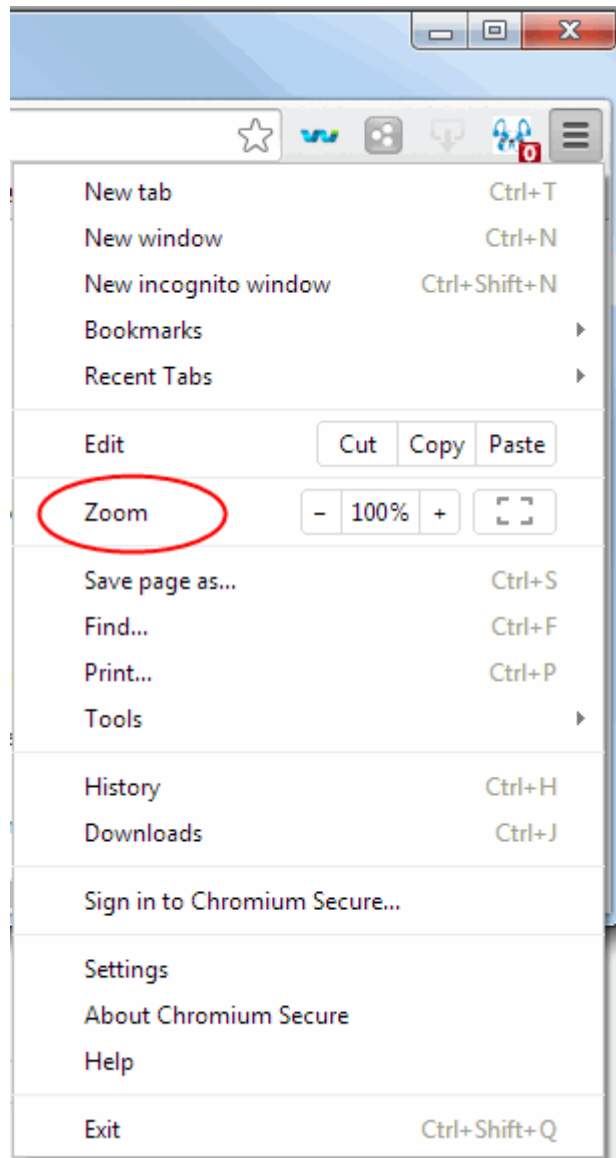 0
New tab Ctrl+T
New window Ctrl+N
New incognito window Ctrl+Shift+N
Bookmarks
Recent Tabs
Edit Cut Copy Paste
Zoom - 100% +
Save page as... Ctrl+S
Find... Ctrl+F
Print... Ctrl+P
Tools
History Ctrl+H
Downloads Ctrl+J
Sign in to Chromium Secure...
Settings
About Chromium Secure
Help
Exit Ctrl+Shift+Q